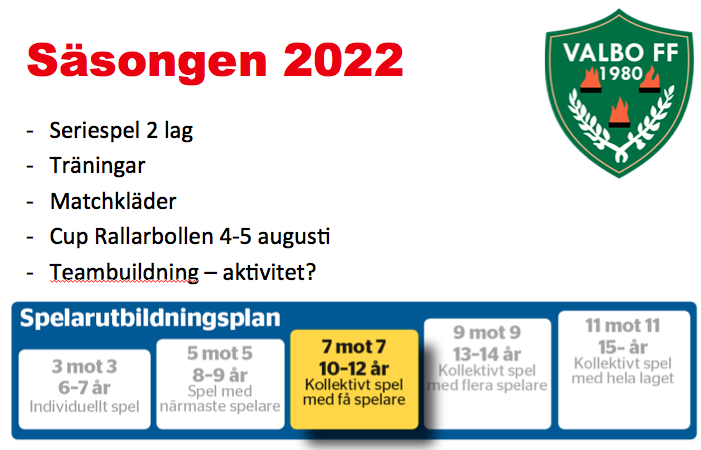 Säsongen 2022
VALBO FF
1980
- Seriespel 2 lag
- Träningar
- Matchkläder
- Cup Rallarbollen 4-5 augusti
- Teambuildning – aktivitet?
Spelarutbildningsplan
3 mot 3
6-7 år
Individuellt spel
5 mot 5
8-9 år
Spel med
närmaste spelare
7 mot 7
10-12 år
Kollektivt spel
med få spelare
9 mot 9
13-14 år
Kollektivt spel
med flera spelare
11 mot 11
15- år
Kollektivt spel
med hela laget